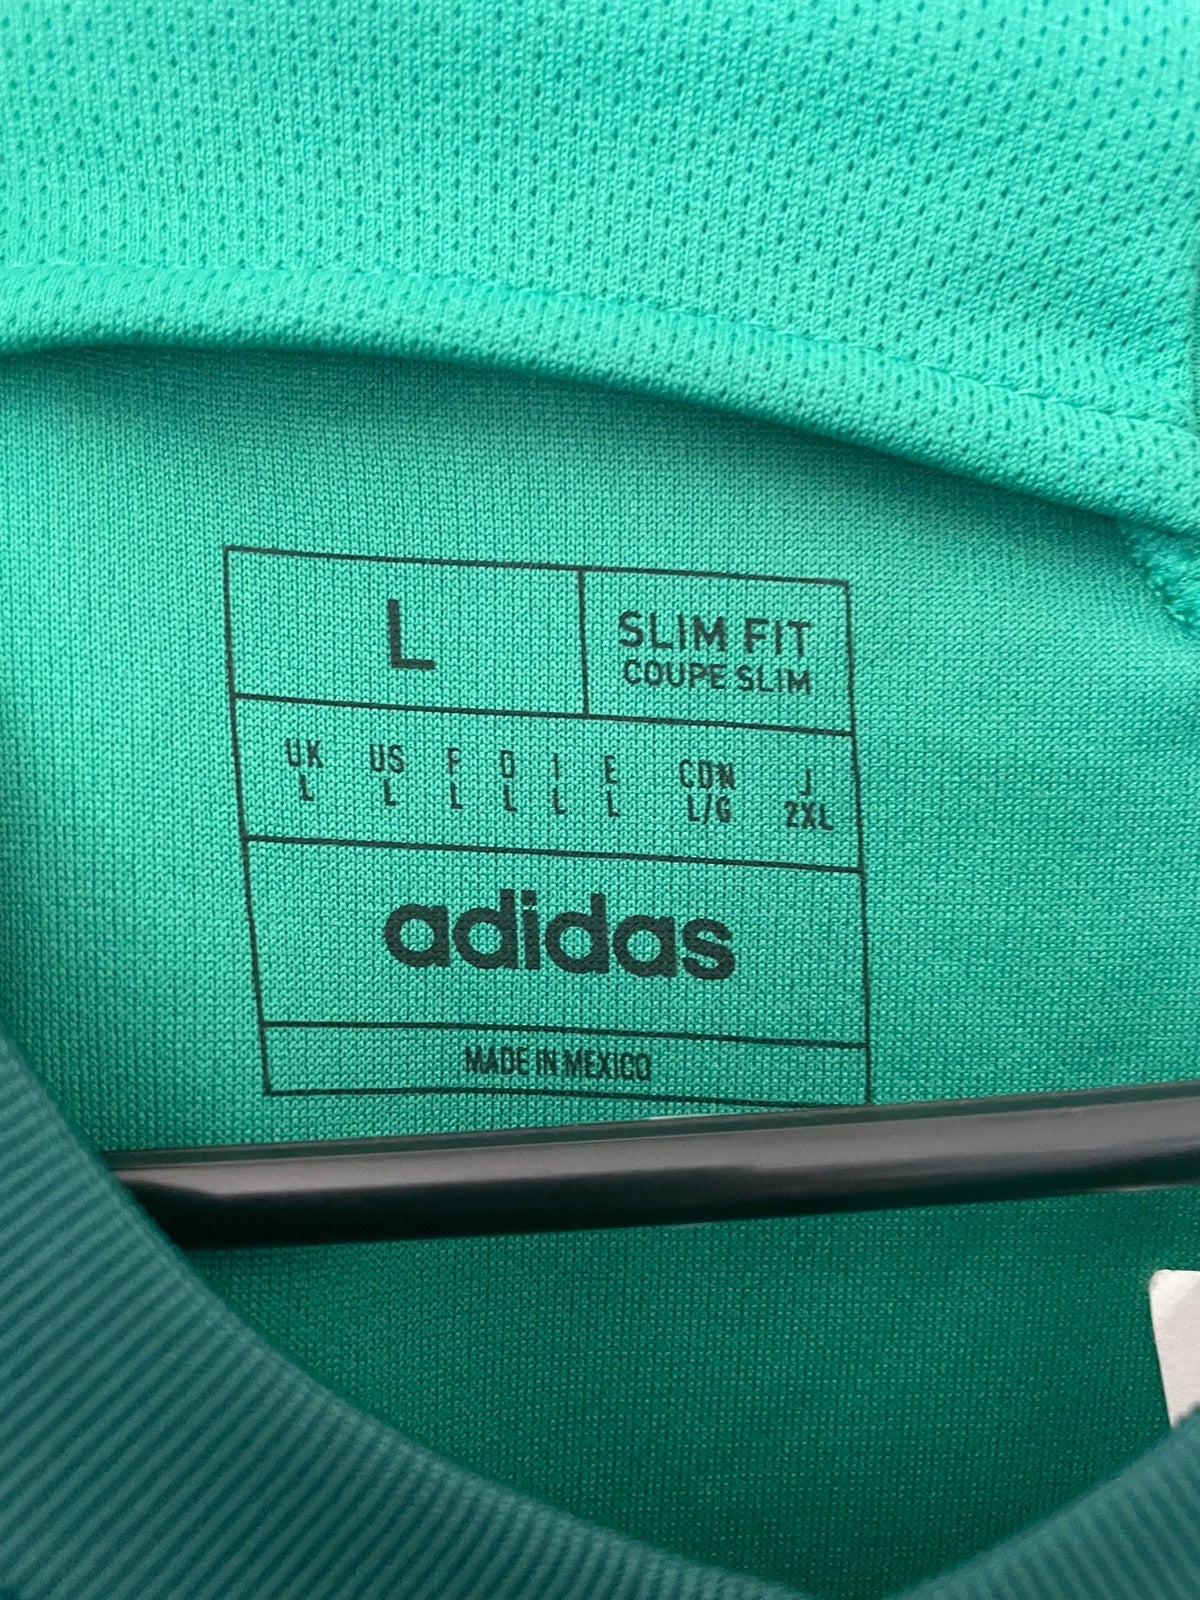 L
SLIM FIT
COUPE SLIM
UK US F D I E CDN J
L L L L L L L/G 2XL
adidas
MADE IN MEXICO